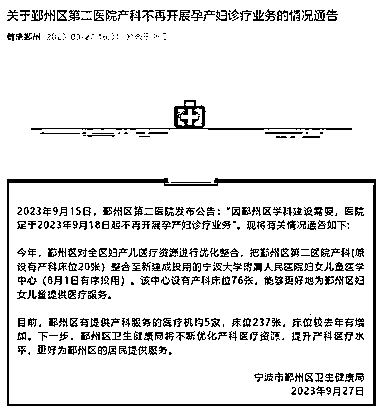 关于鄞州区第二医院产科不再开展孕产妇诊疗业务的情况通告
2023年9月15日，鄞州区第二医院发布公告：“因鄞州区学科建设需要，医院
定于2023年9月18日起不再开展孕产妇诊疗业务”。现将有关情况通告如下：
今年，鄞州区对全区妇产儿医疗资源进行优化整合，把鄞州区第二医院产科(原
设有产科床位20张）整合至新建成投用的宁波大学附属人民医院妇女儿童医学
中心（8月1日有序投用）。该中心设有产科床位76张，能够更好地为鄞州区妇
女儿童提供医疗服务。
目前，鄞州区有提供产科服务的医疗机构5家，床位237张，床位较去年有增
加。下一步，鄞州区卫生健康局将不断优化产科医疗资源，提升产科医疗水
平，更好为鄞州区的居民提供服务。
宁波市鄞州区卫生健康局
2023年9月27日